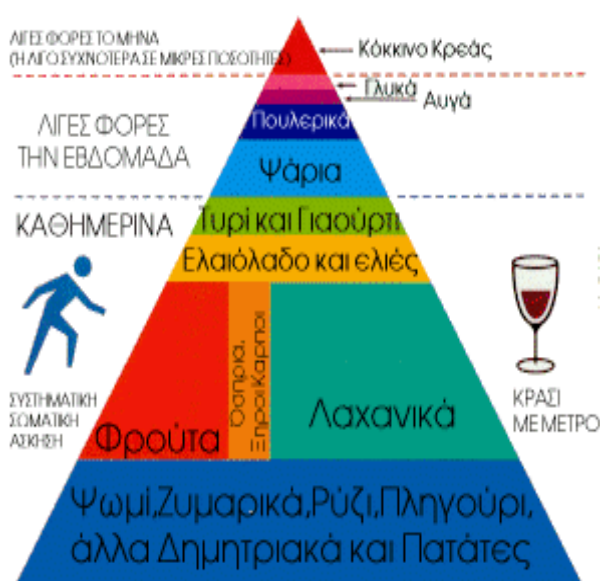 ΛΙΓΕΣ ΦΟΡΕΣ ΤΟ ΜΗΝΑ
(Ή ΛΙΓΟ ΣΥΧΝΟΤΕΡΑ ΣΕ ΜΙΚΡΕΣ ΠΟΣΟΤΗΤΕΣ)
Κόκκινο Κρεάς
Γλυκά
Αυγά
Πουλερικά
ΛΙΓΕΣ ΦΟΡΕΣ
ΤΗΝ ΕΒΔΟΜΑΔΑ
Ψάρια
ΚΑΘΗΜΕΡΙΝΑ
Τυρί και Γιαούρτι
Ελαιόλαδο και ελιές
Όσπρια,
Ξηροί Καρποί
Φρούτα
Λαχανικά
ΣΥΣΤΗΜΑΤΙΚΗ
ΣΩΜΑΤΙΚΗ
ΑΣΚΗΣΗ
ΚΡΑΣΙ
ΜΕ ΜΕΤΡΟ
Ψωμί,Ζυμαρικά,Ρύζι,Πληγούρι,
άλλα Δημητριακά και Πατάτες